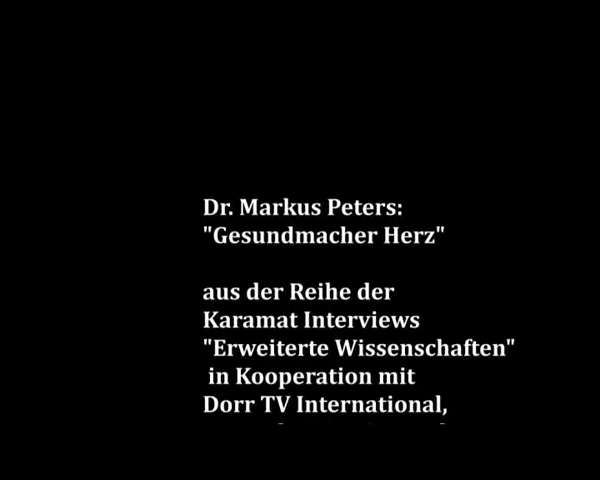 Dr. Markus Peters:
"Gesundmacher Herz"
aus der Reihe der
Karamat Interviews
"Erweiterte Wissenschaften"
in Kooperation mit
Dorr TV International,